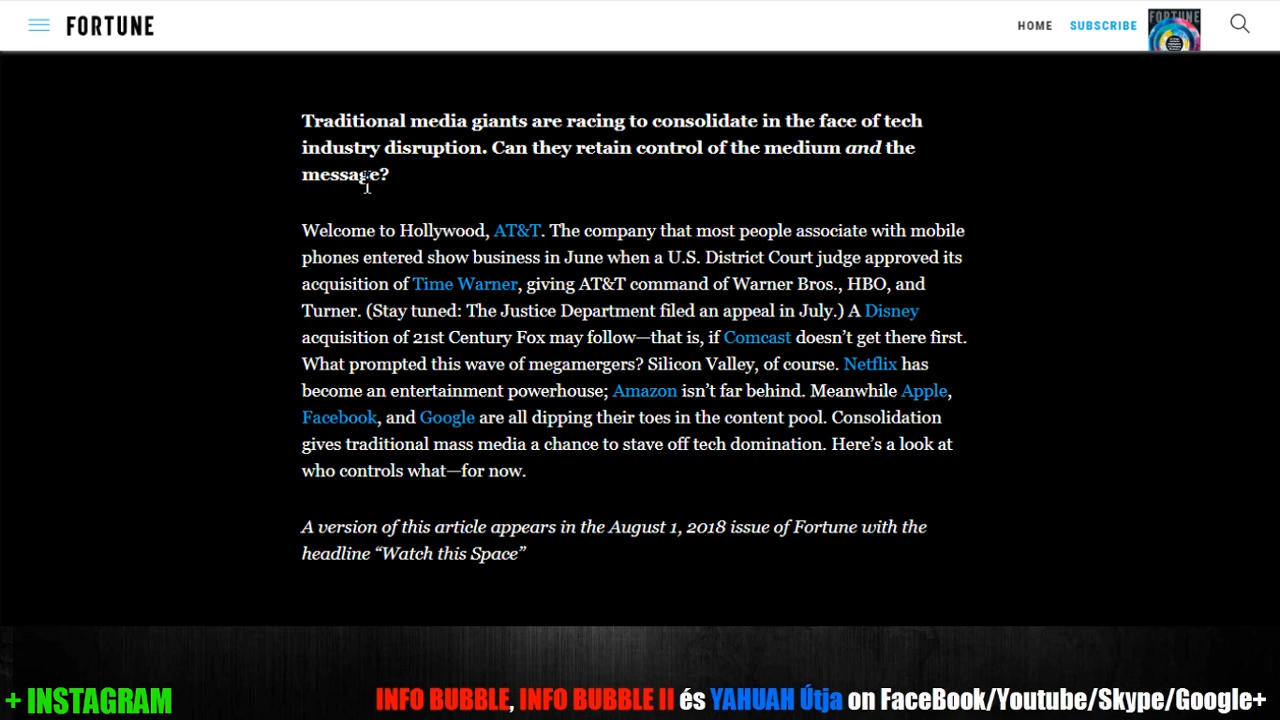 FORTUNE
HOME SUBSCRIBE
FORTUNE
Traditional media giants are racing to consolidate in the face of tech
industry disruption. Can they retain control of the medium and the
message?
Welcome to Hollywood, AT&T. The company that most people associate with mobile
phones entered show business in June when a U.S. District Court judge approved its
acquisition of Time Warner, giving AT&T command of Warner Bros., HBO, and
Turner. (Stay tuned: The Justice Department filed an appeal in July.) A Disney
acquisition of 21st Century Fox may follow—that is, if Comcast doesn’t get there first.
What prompted this wave of megamergers? Silicon Valley, of course. Netflix has
become an entertainment powerhouse; Amazon isn’t far behind. Meanwhile Apple,
Facebook, and Google are all dipping their toes in the content pool. Consolidation
gives traditional mass media a chance to stave off tech domination. Here’s a look at
who controls what—for now.
A version of this article appears in the August 1, 2018 issue of Fortune with the
headline “Watch this Space”
+ INSTAGRAM
INFO BUBBLE, INFO BUBBLE II és YAHUAH Útja on FaceBook/Youtube/Skype/Google+